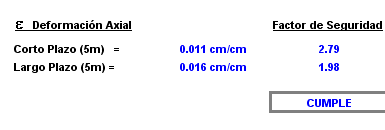 ε Deformación Axial Factor de Seguridad
Corto Plazo (5m) = 0.011 cm/cm 2.79
Largo Plazo (5m) = 0.016 cm/cm 1.98
CUMPLE